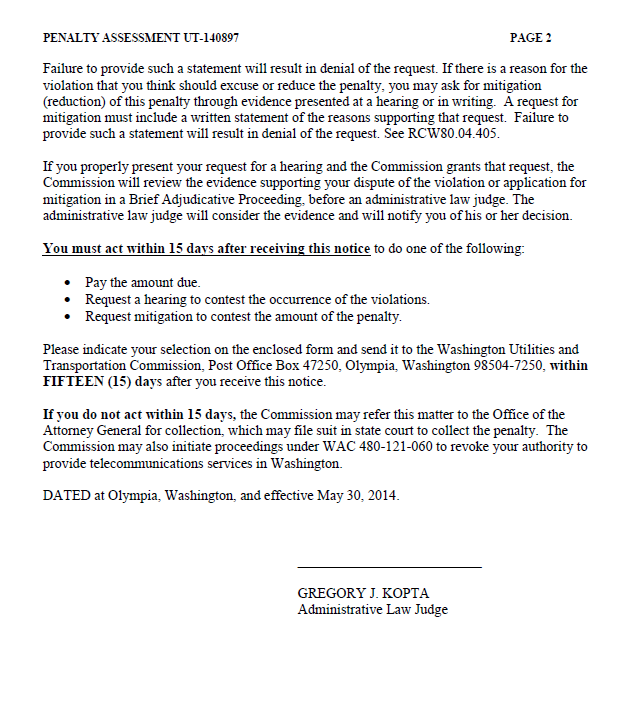 PENALTY ASSESSMENT UT-140897 PAGE 2
Failure to provide such a statement will result in denial of the request. If there is a reason for the
violation that you think should excuse or reduce the penalty, you may ask for mitigation
(reduction) of this penalty through evidence presented at a hearing or in writing.  A request for
mitigation must include a written statement of the reasons supporting that request.  Failure to
provide such a statement will result in denial of the request. See RCW80.04.405.
If you properly present your request for a hearing and the Commission grants that request, the
Commission will review the evidence supporting your dispute of the violation or application for
mitigation in a Brief Adjudicative Proceeding, before an administrative law judge. The
administrative law judge will consider the evidence and will notify you of his or her decision.
You must act within 15 days after receiving this notice to do one of the following:
• Pay the amount due.
• Request a hearing to contest the occurrence of the violations.
• Request mitigation to contest the amount of the penalty.
Please indicate your selection on the enclosed form and send it to the Washington Utilities and
Transportation Commission, Post Office Box 47250, Olympia, Washington 98504-7250, within
FIFTEEN (15) days after you receive this notice.
If you do not act within 15 days, the Commission may refer this matter to the Office of the
Attorney General for collection, which may file suit in state court to collect the penalty.  The
Commission may also initiate proceedings under WAC 480-121-060 to revoke your authority to
provide telecommunications services in Washington.
DATED at Olympia, Washington, and effective May 30, 2014.
GREGORY J. KOPTA
Administrative Law Judge